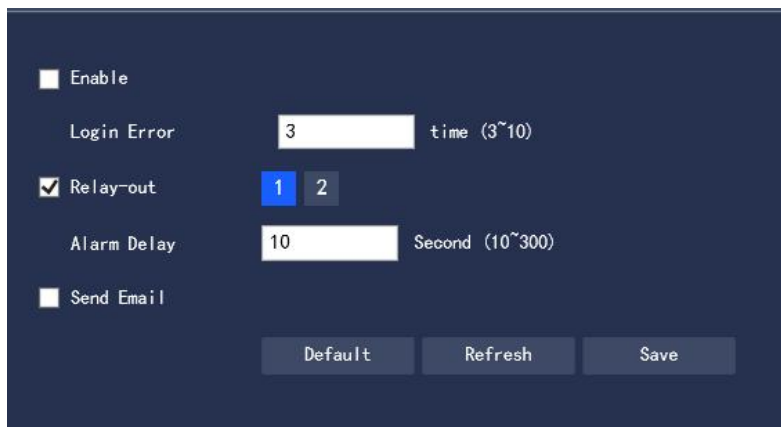 Enable
Login Error 3 time (3~10)
Relay-out 1 2
Alarm Delay 10 Second (10~300)
Send Email
Default Refresh Save